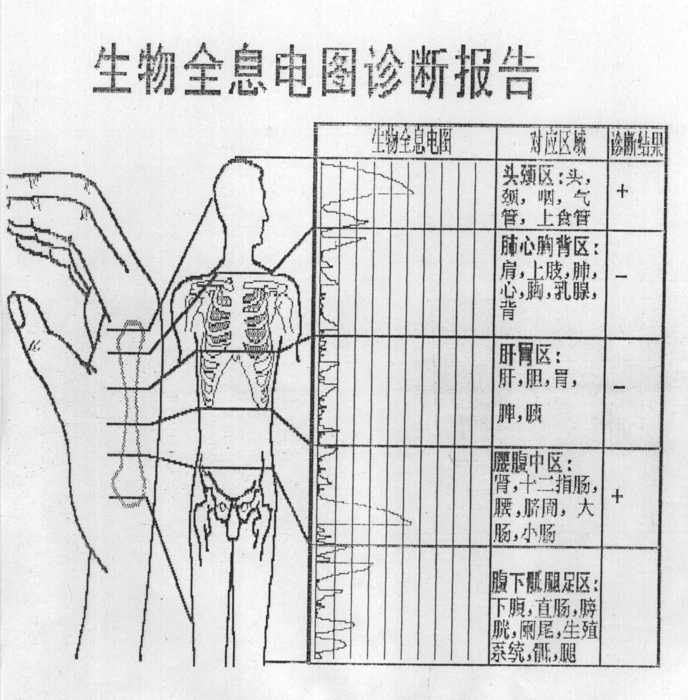 生物全息电图诊断报告
生物全息电图 对应区域 诊断结果
头颈区:头,
颈,咽,气
管,上食管
+
肺心胸背区:
肩,上肢,肺,
心,胸,乳腺,
背
−
肝胃区:
肝,胆,胃,
脾,胰
−
腰腹中区:
肾,十二指肠,
腰,脐周,大
肠,小肠
+
腹下骶腿足区:
下腹,直肠,膀
胱,阑尾,生殖
系统,骶,腿